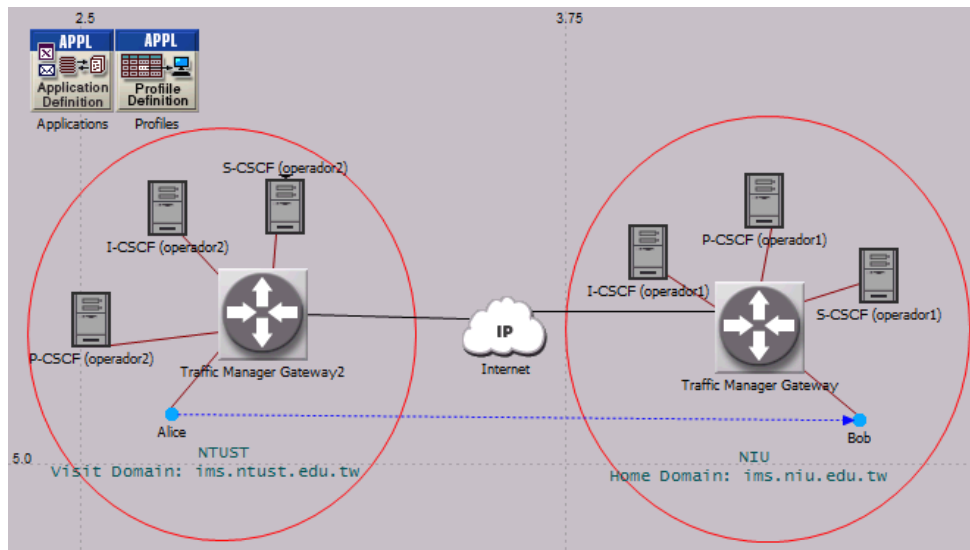 2.5
3.75
APPL
APPL
Application
Definition
Profiile
Definition
Applications
Profiles
S-CSCF (operador2)
I-CSCF (operador2)
P-CSCF (operador2)
Traffic Manager Gateway2
Alice
NTUST
Visit Domain: ims.ntust.edu.tw
IP
Internet
P-CSCF (operador1)
I-CSCF (operador1)
S-CSCF (operador1)
Traffic Manager Gateway
Bob
NIU
Home Domain: ims.niu.edu.tw
5.0